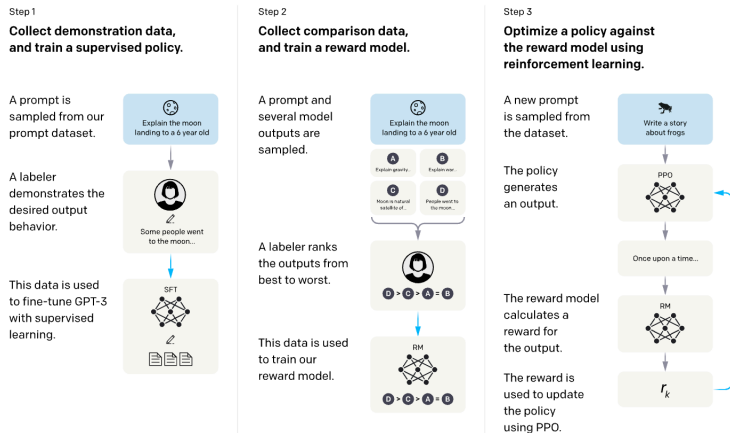 Step 1
Collect demonstration data,
and train a supervised policy.
A prompt is
sampled from our
prompt dataset.
Explain the moon
landing to a 6 year old
A labeler
demonstrates the
desired output
behavior.
Some people went
to the moon...
This data is used
to fine-tune GPT-3
with supervised
learning.
SFT
Step 2
Collect comparison data,
and train a reward model.
A prompt and
several model
outputs are
sampled.
Explain the moon
landing to a 6 year old
A
Explain gravity...
B
Explain war...
C
Moon is natural
satellite of...
D
People went to
the moon...
A labeler ranks
the outputs from
best to worst.
D > C > A = B
This data is used
to train our
reward model.
RM
D > C > A = B
Step 3
Optimize a policy against
the reward model using
reinforcement learning.
A new prompt
is sampled from
the dataset.
Write a story
about frogs
The policy
generates
an output.
PPO
Once upon a time...
The reward model
calculates a
reward for
the output.
RM
The reward is
used to update
the policy
using PPO.
rk